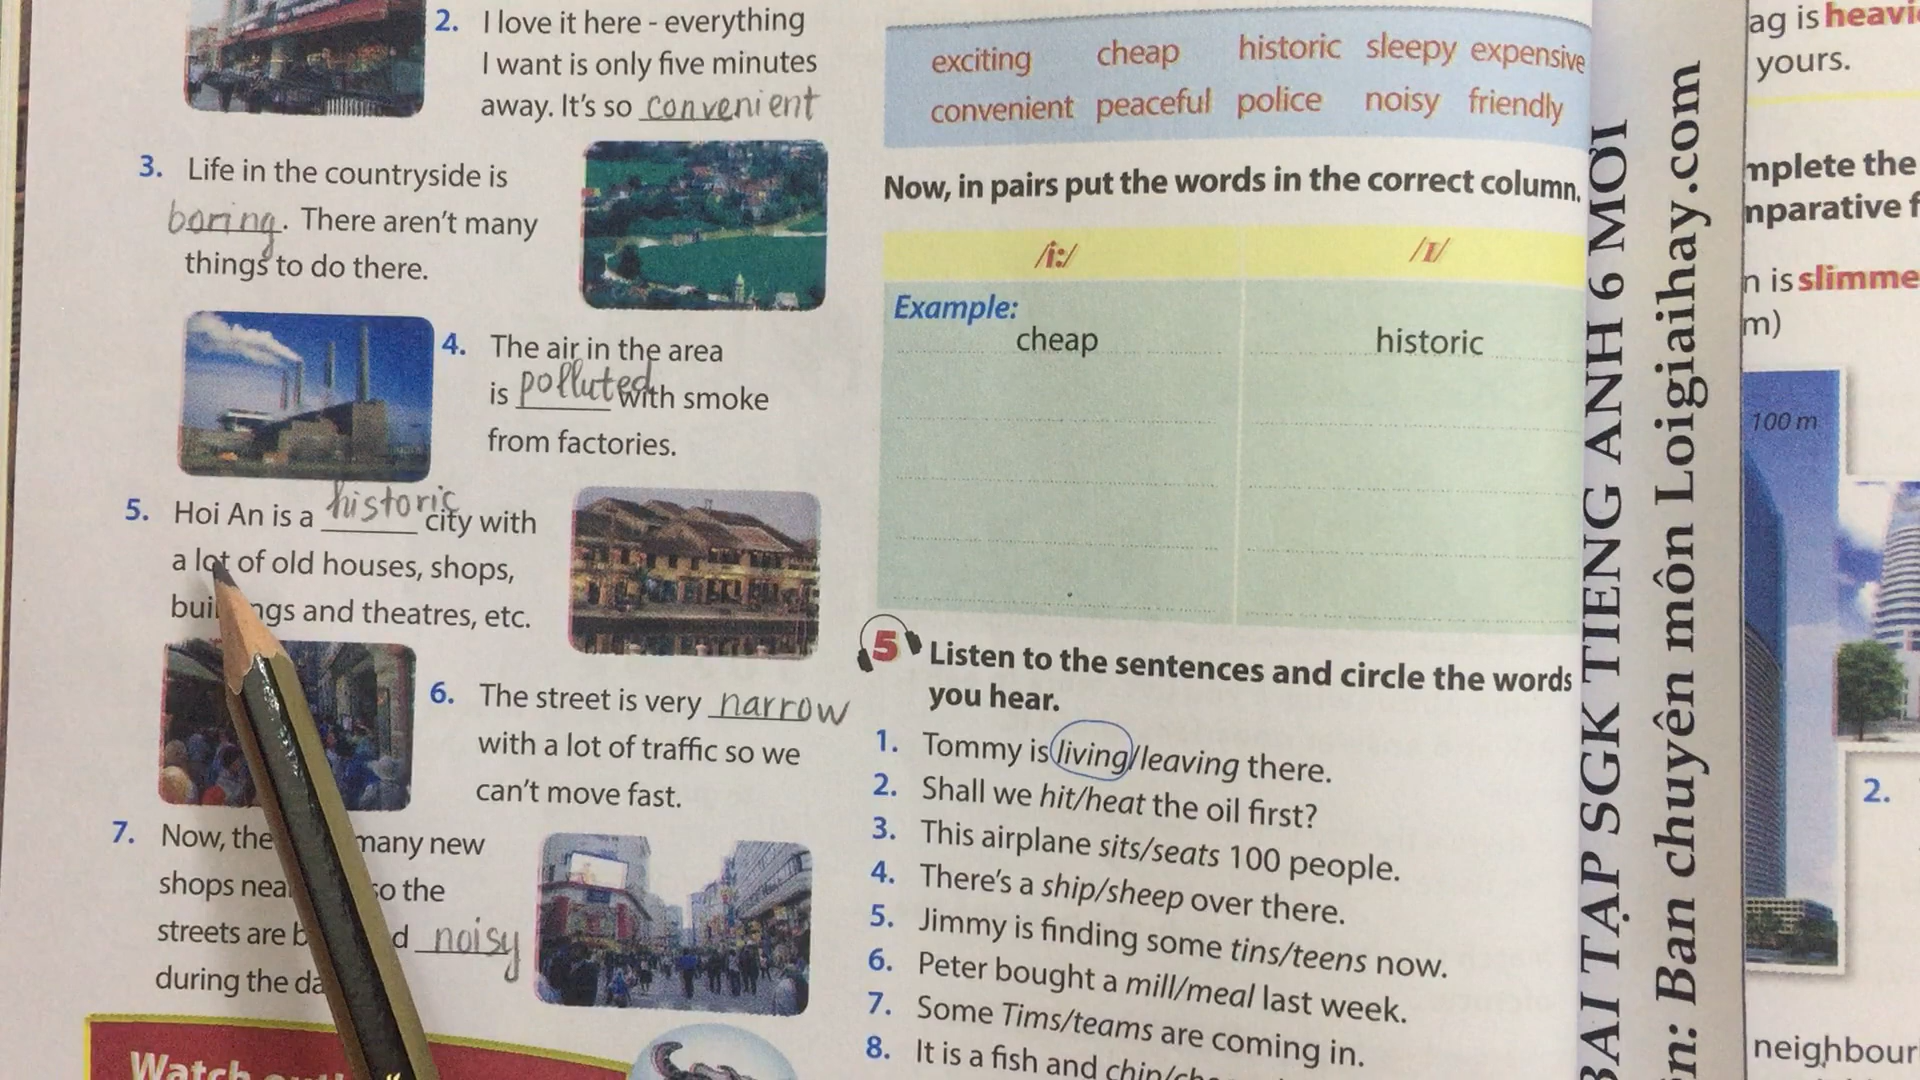 2. I love it here - everything
I want is only five minutes
away. It's so convenient
3. Life in the countryside is
boring. There aren't many
things to do there.
4. The air in the area
is polluted with smoke
from factories.
5. Hoi An is a historic city with
a lot of old houses, shops,
buil ngs and theatres, etc.
6. The street is very narrow
with a lot of traffic so we
can't move fast.
7. Now, the many new
shops nea so the
streets are b d noisy
during the da
Watch
exciting cheap historic sleepy expensive
convenient peaceful police noisy friendly
Now, in pairs put the words in the correct column.
/i:/ /ɪ/
Example:
cheap historic
5 Listen to the sentences and circle the words
you hear.
1. Tommy is living/leaving there.
2. Shall we hit/heat the oil first?
3. This airplane sits/seats 100 people.
4. There's a ship/sheep over there.
5. Jimmy is finding some tins/teens now.
6. Peter bought a mill/meal last week.
7. Some Tims/teams are coming in.
8. It is a fish and chip/ch
BÀI TẬP SGK TIẾNG ANH 6 MỚI
n: Ban chuyên môn Loigiaihay.com
ag is heavi
yours.
mplete the
mparative f
n is slimme
m)
100 m
2.
neighbour